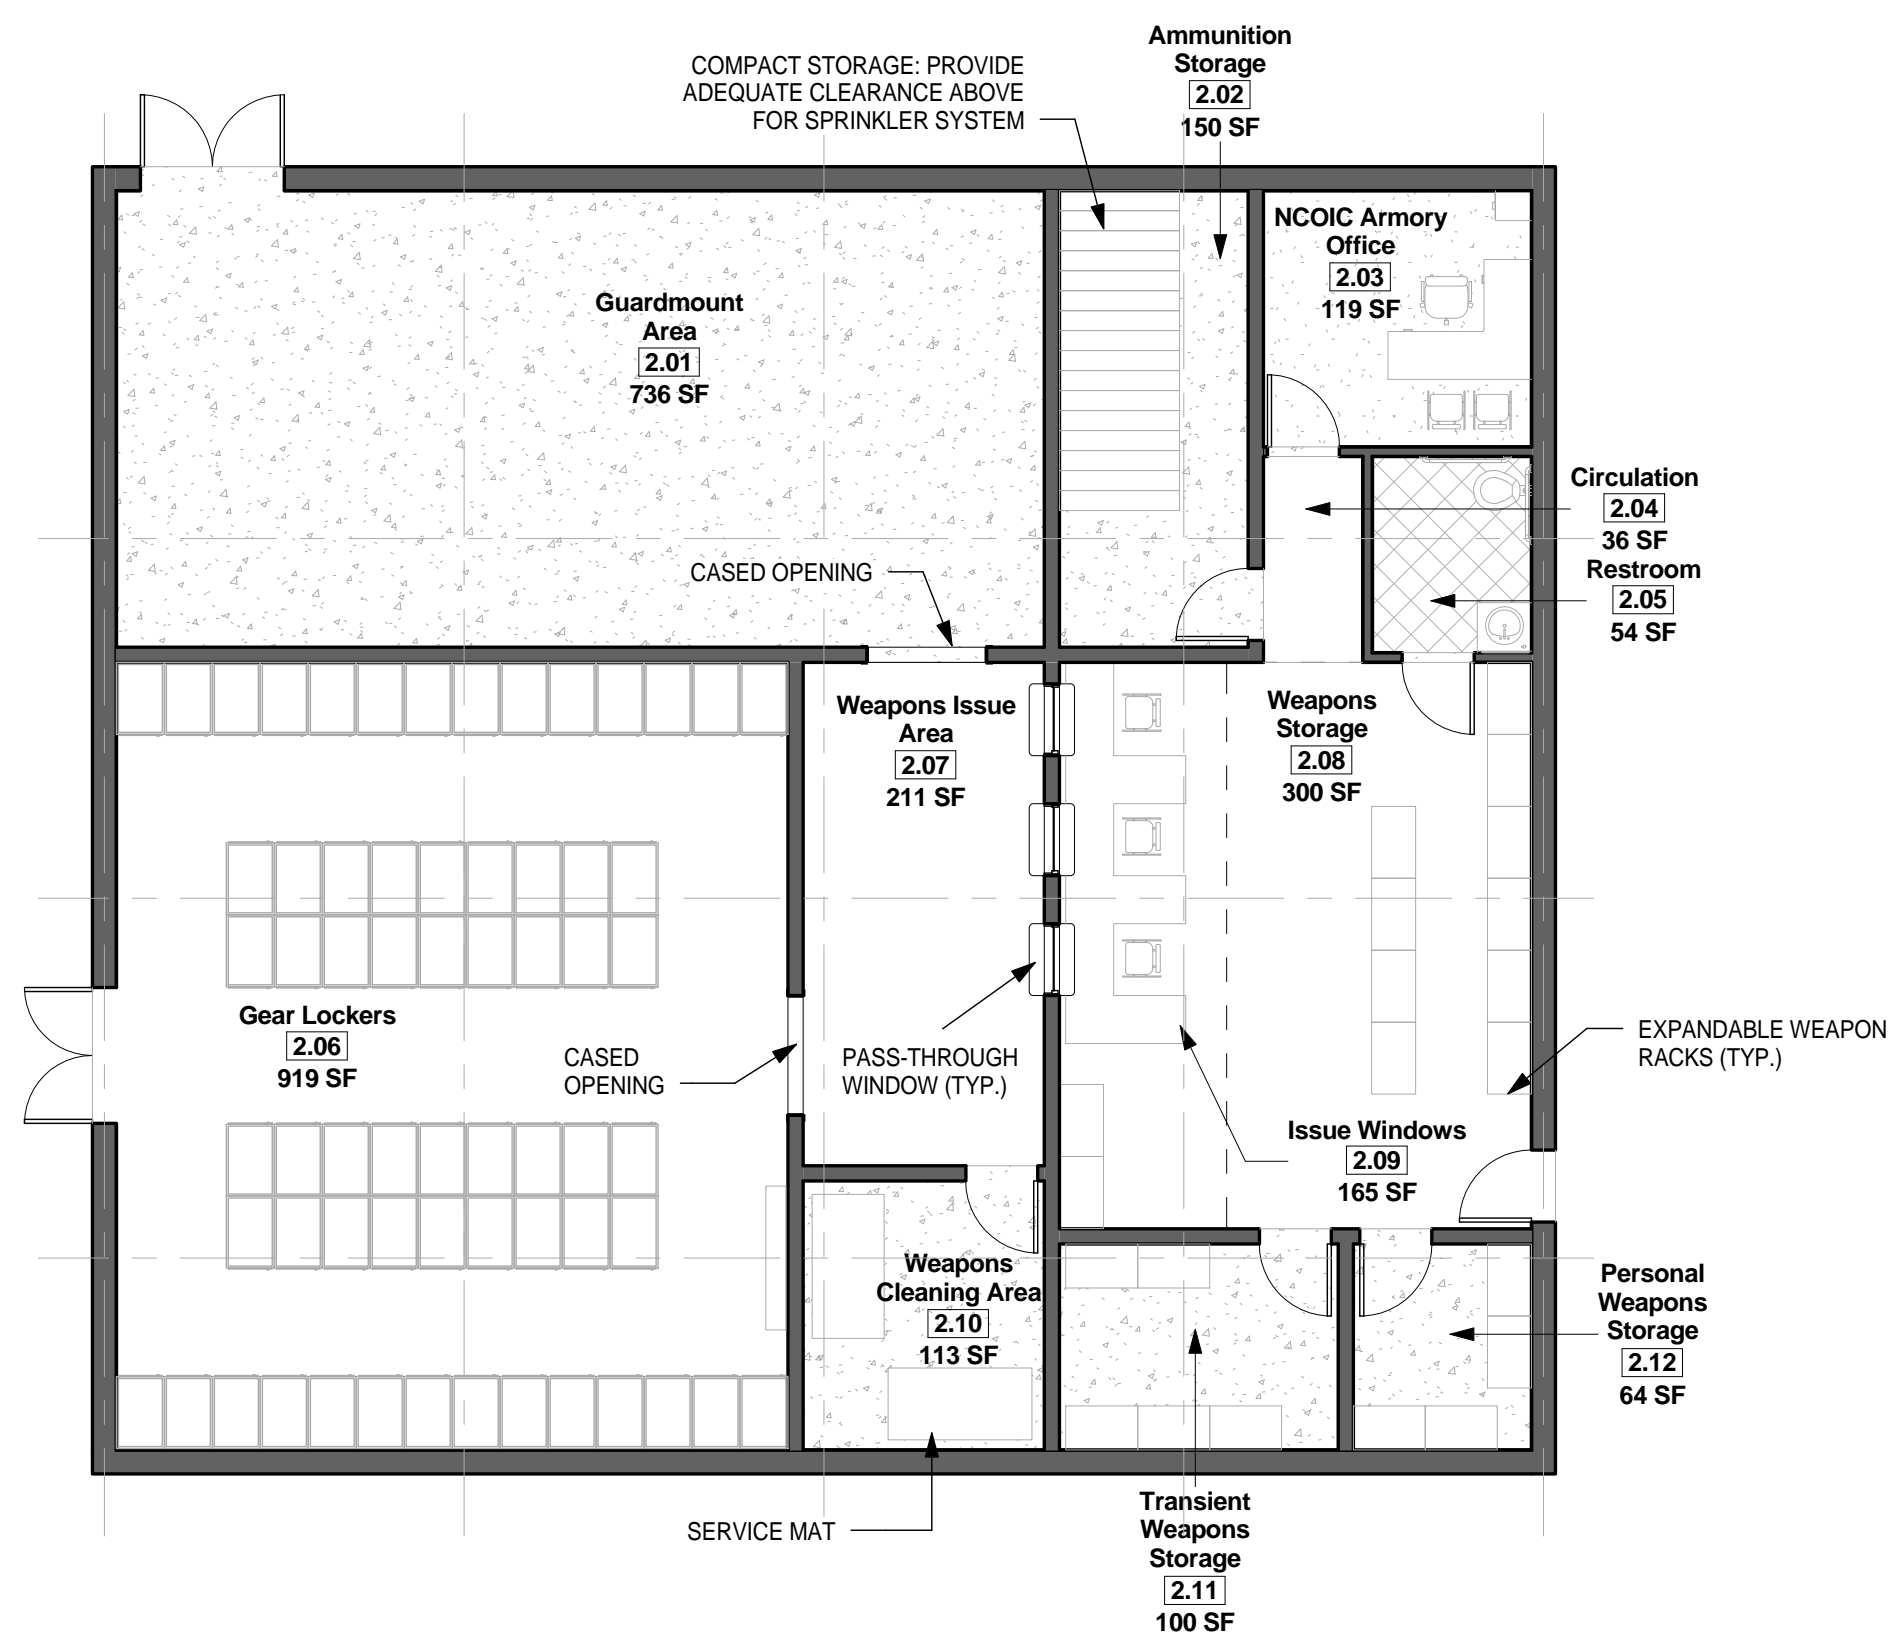 Ammunition
Storage
2.02
150 SF
COMPACT STORAGE: PROVIDE
ADEQUATE CLEARANCE ABOVE
FOR SPRINKLER SYSTEM
NCOIC Armory
Office
2.03
119 SF
Guardmount
Area
2.01
736 SF
Circulation
2.04
36 SF
Restroom
2.05
54 SF
CASED OPENING
Weapons Issue
Area
2.07
211 SF
Weapons
Storage
2.08
300 SF
Gear Lockers
2.06
919 SF
CASED
OPENING
PASS-THROUGH
WINDOW (TYP.)
EXPANDABLE WEAPON
RACKS (TYP.)
Issue Windows
2.09
165 SF
Weapons
Cleaning Area
2.10
113 SF
Personal
Weapons
Storage
2.12
64 SF
SERVICE MAT
Transient
Weapons
Storage
2.11
100 SF